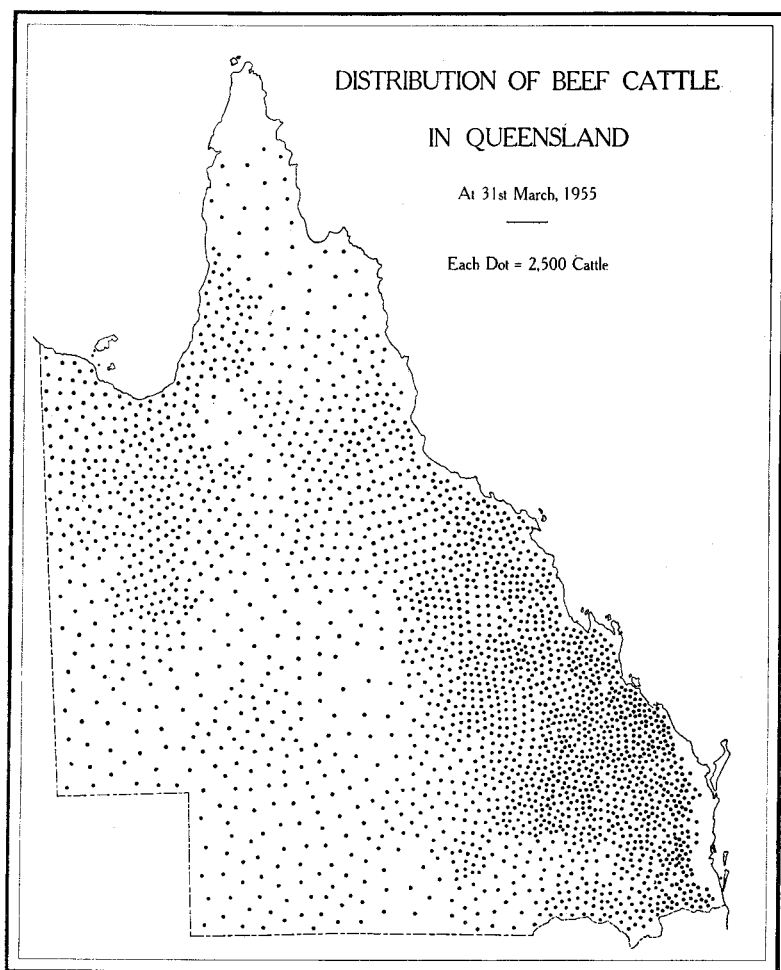 DISTRIBUTION OF BEEF CATTLE
IN QUEENSLAND
At 31st March, 1955
Each Dot = 2,500 Cattle